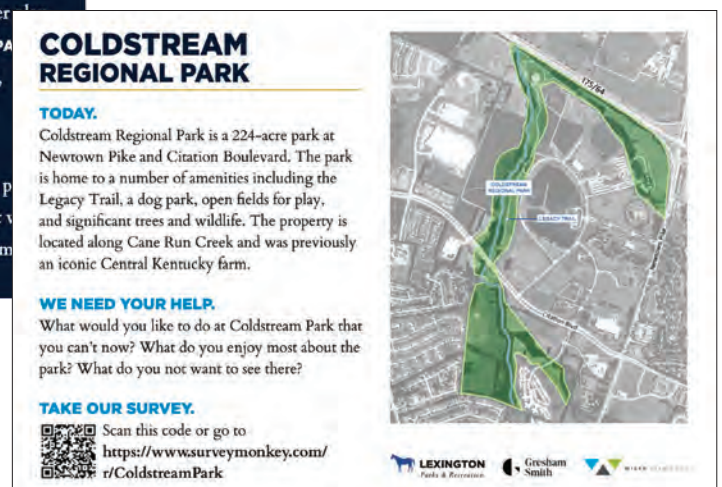 COLDSTREAM
REGIONAL PARK
TODAY.
Coldstream Regional Park is a 224-acre park at
Newtown Pike and Citation Boulevard. The park
is home to a number of amenities including the
Legacy Trail, a dog park, open fields for play,
and significant trees and wildlife. The property is
located along Cane Run Creek and was previously
an iconic Central Kentucky farm.
WE NEED YOUR HELP.
What would you like to do at Coldstream Park that
you can't now? What do you enjoy most about the
park? What do you not want to see there?
TAKE OUR SURVEY.
Scan this code or go to
https://www.surveymonkey.com/
r/ColdstreamPark
I75/64
COLDSTREAM
REGIONAL PARK
LEGACY TRAIL
Citation Blvd
LEXINGTON
Parks & Recreation
Gresham
Smith